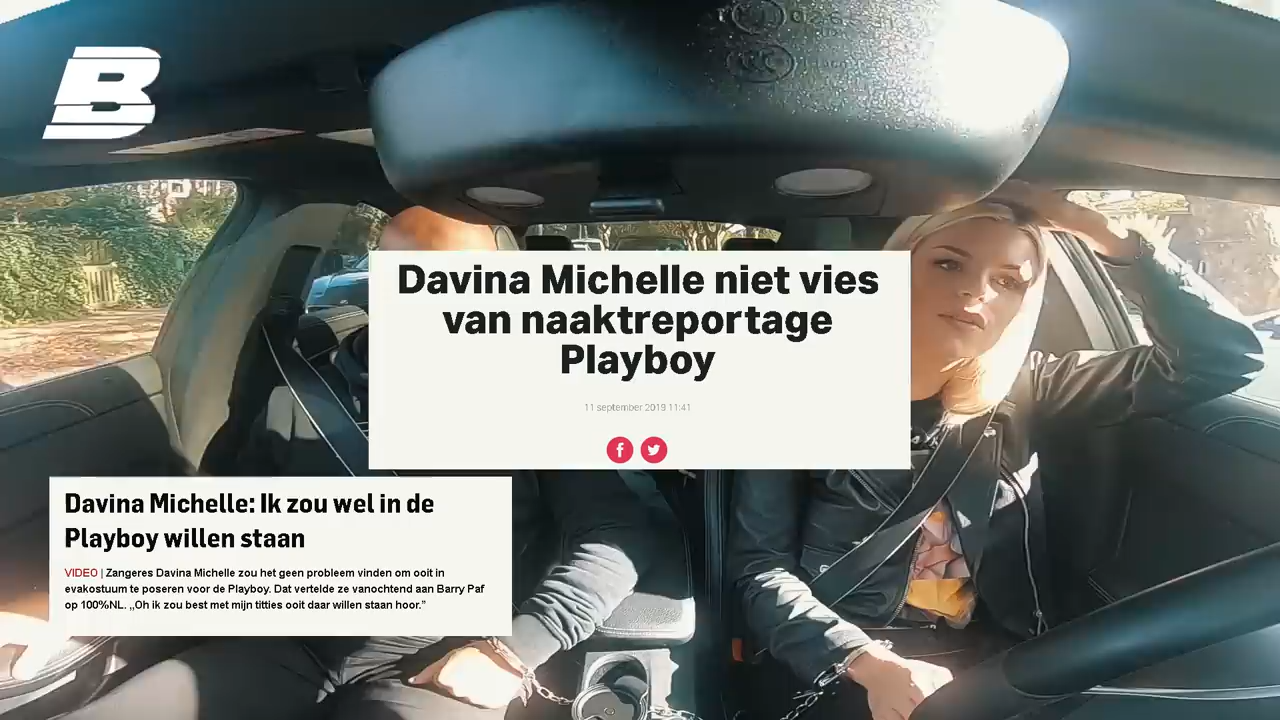 B
Davina Michelle niet vies
van naaktreportage
Playboy
11 september 2019 11:41
Davina Michelle: Ik zou wel in de
Playboy willen staan
VIDEO | Zangeres Davina Michelle zou het geen probleem vinden om ooit in
evakostuum te poseren voor de Playboy. Dat vertelde ze vanochtend aan Barry Paf
op 100%NL. „Oh ik zou best met mijn titties ooit daar willen staan hoor.”